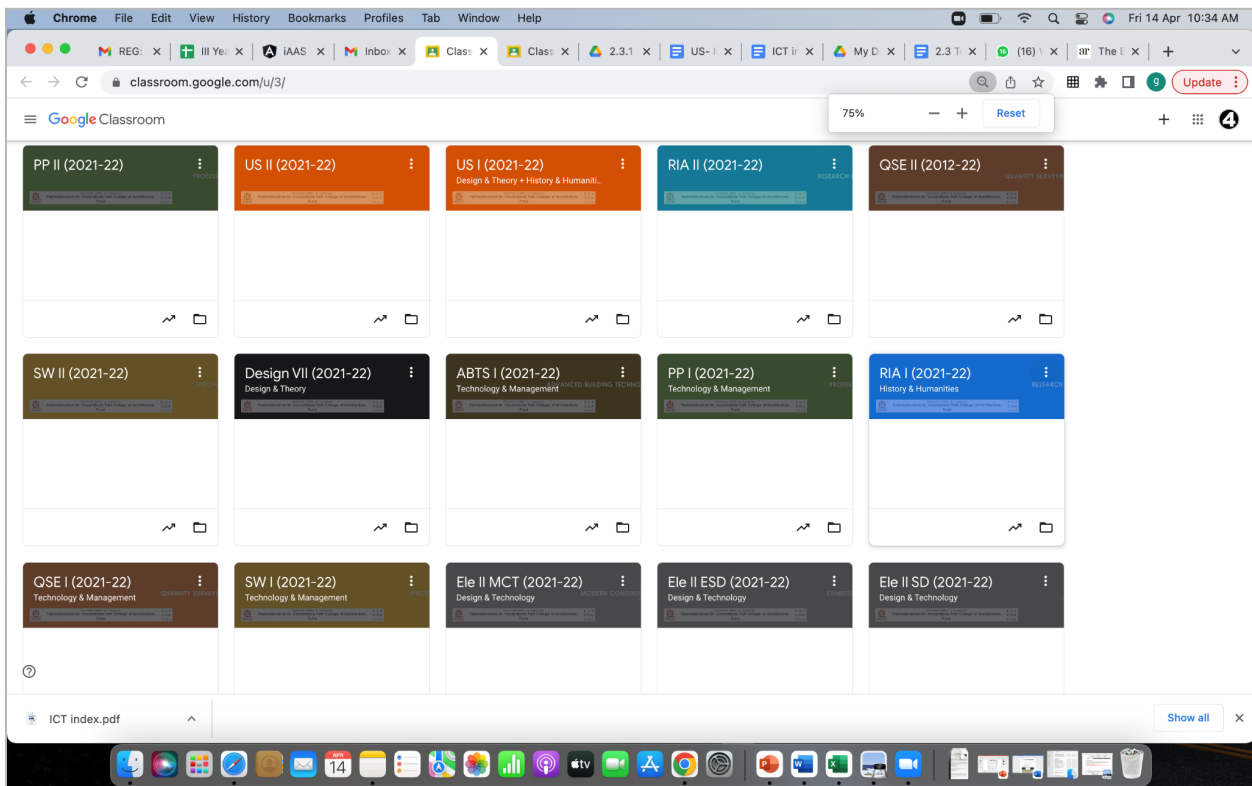 Chrome File Edit View History Bookmarks Profiles Tab Window Help Fri 14 Apr 10:34 AM
REG: III Yea iAAS Inbox Class Class 2.3.1 US- I ICT in My D 2.3 T (16) The E
classroom.google.com/u/3/ g Update
Google Classroom
75% Reset
PP II (2021-22) US II (2021-22) US I (2021-22) RIA II (2021-22) QSE II (2012-22)
Design & Theory + History & Humaniti...
SW II (2021-22) Design VII (2021-22) ABTS I (2021-22) PP I (2021-22) RIA I (2021-22)
Design & Theory Technology & Management Technology & Management History & Humanities
QSE I (2021-22) SW I (2021-22) Ele II MCT (2021-22) Ele II ESD (2021-22) Ele II SD (2021-22)
Technology & Management Technology & Management Design & Technology Design & Technology Design & Technology
ICT index.pdf Show all
APR
14
tv